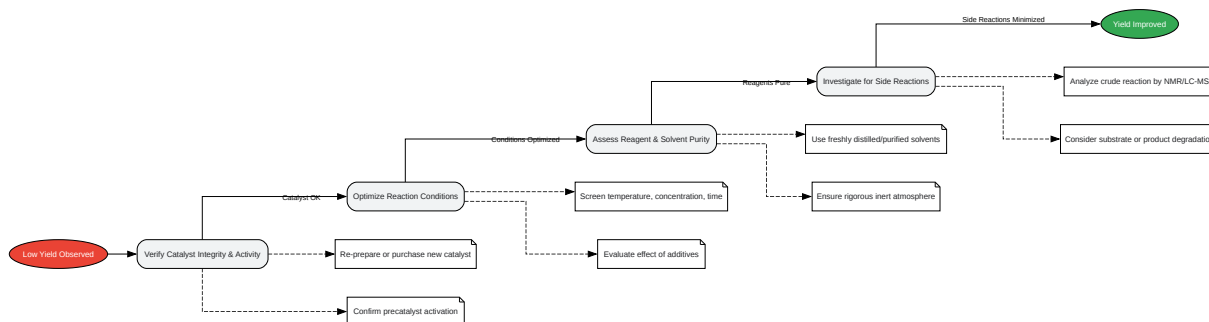 Side Reactions Minimized
Yield Improved
Reagents Pure
Investigate for Side Reactions
Analyze crude reaction by NMR/LC-MS
Conditions Optimized
Assess Reagent & Solvent Purity
Use freshly distilled/purified solvents
Consider substrate or product degradatio
Catalyst OK
Optimize Reaction Conditions
Screen temperature, concentration, time
Ensure rigorous inert atmosphere
Low Yield Observed
Verify Catalyst Integrity & Activity
Re-prepare or purchase new catalyst
Evaluate effect of additives
Confirm precatalyst activation